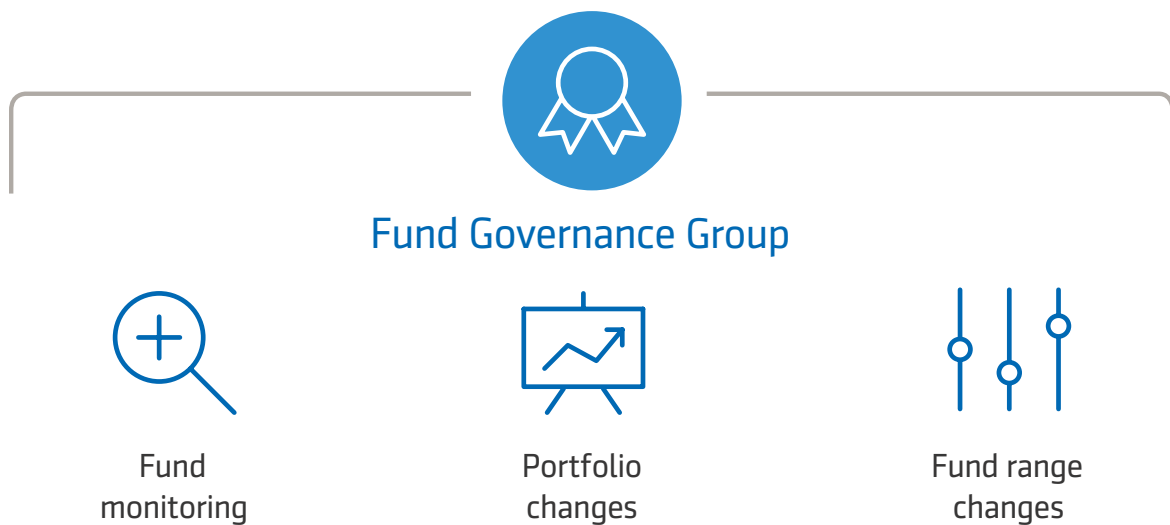 Fund Governance Group
Fund
monitoring
Portfolio
changes
Fund range
changes